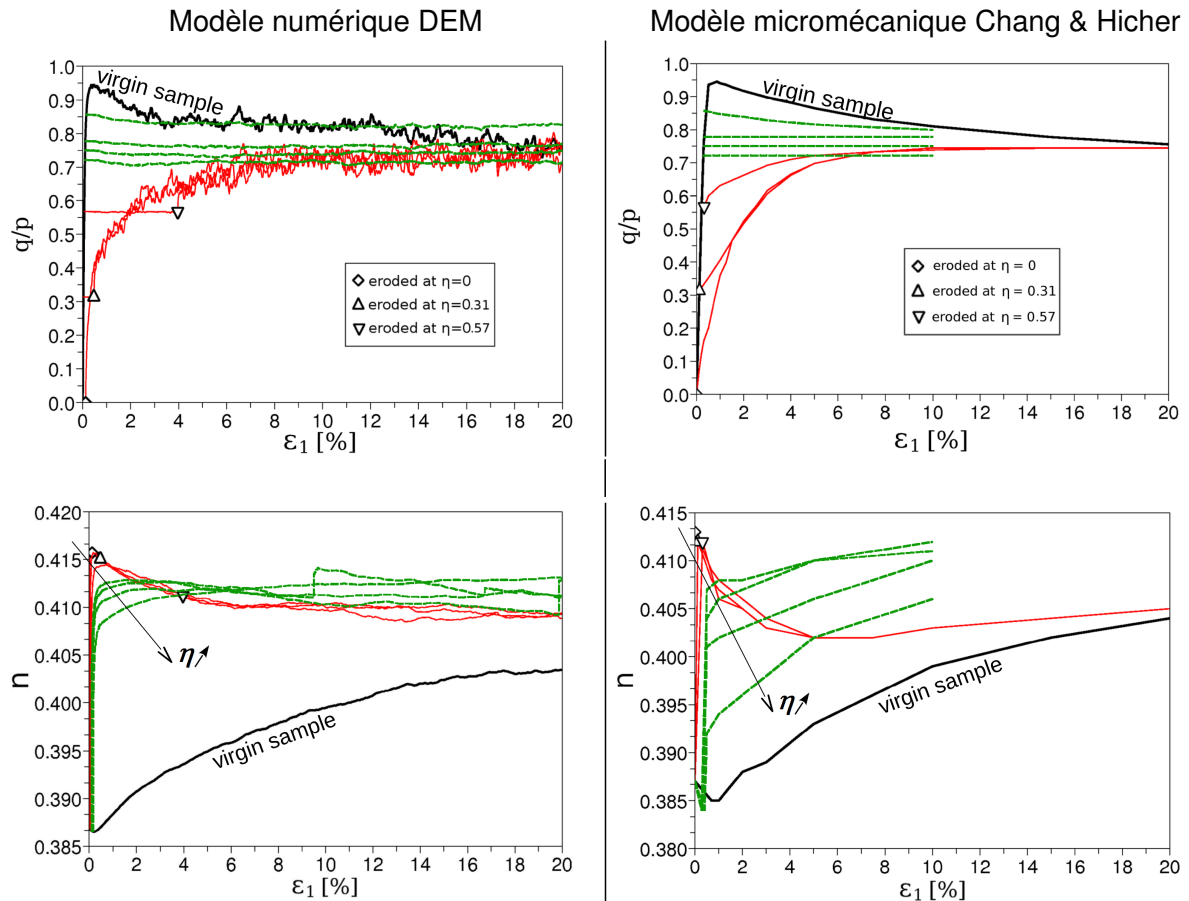 Modèle numérique DEM
Modèle micromécanique Chang & Hicher
1.0
0.9
0.8
0.7
0.6
0.5
0.4
0.3
0.2
0.1
0.0
q/p
virgin sample
eroded at η=0
eroded at η=0.31
eroded at η=0.57
0 2 4 6 8 10 12 14 16 18 20
ε1 [%]
1.0
0.9
0.8
0.7
0.6
0.5
0.4
0.3
0.2
0.1
0.0
q/p
virgin sample
eroded at η = 0
eroded at η = 0.31
eroded at η = 0.57
0 2 4 6 8 10 12 14 16 18 20
ε1 [%]
0.420
0.415
0.410
0.405
0.400
0.395
0.390
0.385
n
η
virgin sample
0 2 4 6 8 10 12 14 16 18 20
ε1 [%]
0.415
0.410
0.405
0.400
0.395
0.390
0.385
0.380
n
η
virgin sample
0 2 4 6 8 10 12 14 16 18 20
ε1 [%]